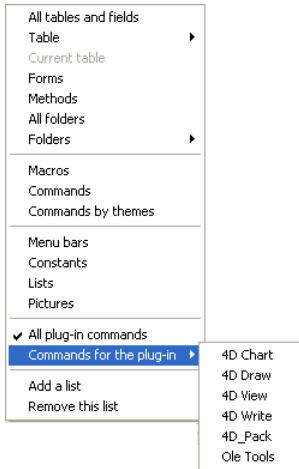 All tables and fields
Table
Current table
Forms
Methods
All folders
Folders
Macros
Commands
Commands by themes
Menu bars
Constants
Lists
Pictures
All plug-in commands
Commands for the plug-in
4D Chart
4D Draw
4D View
4D Write
4D_Pack
Ole Tools
Add a list
Remove this list